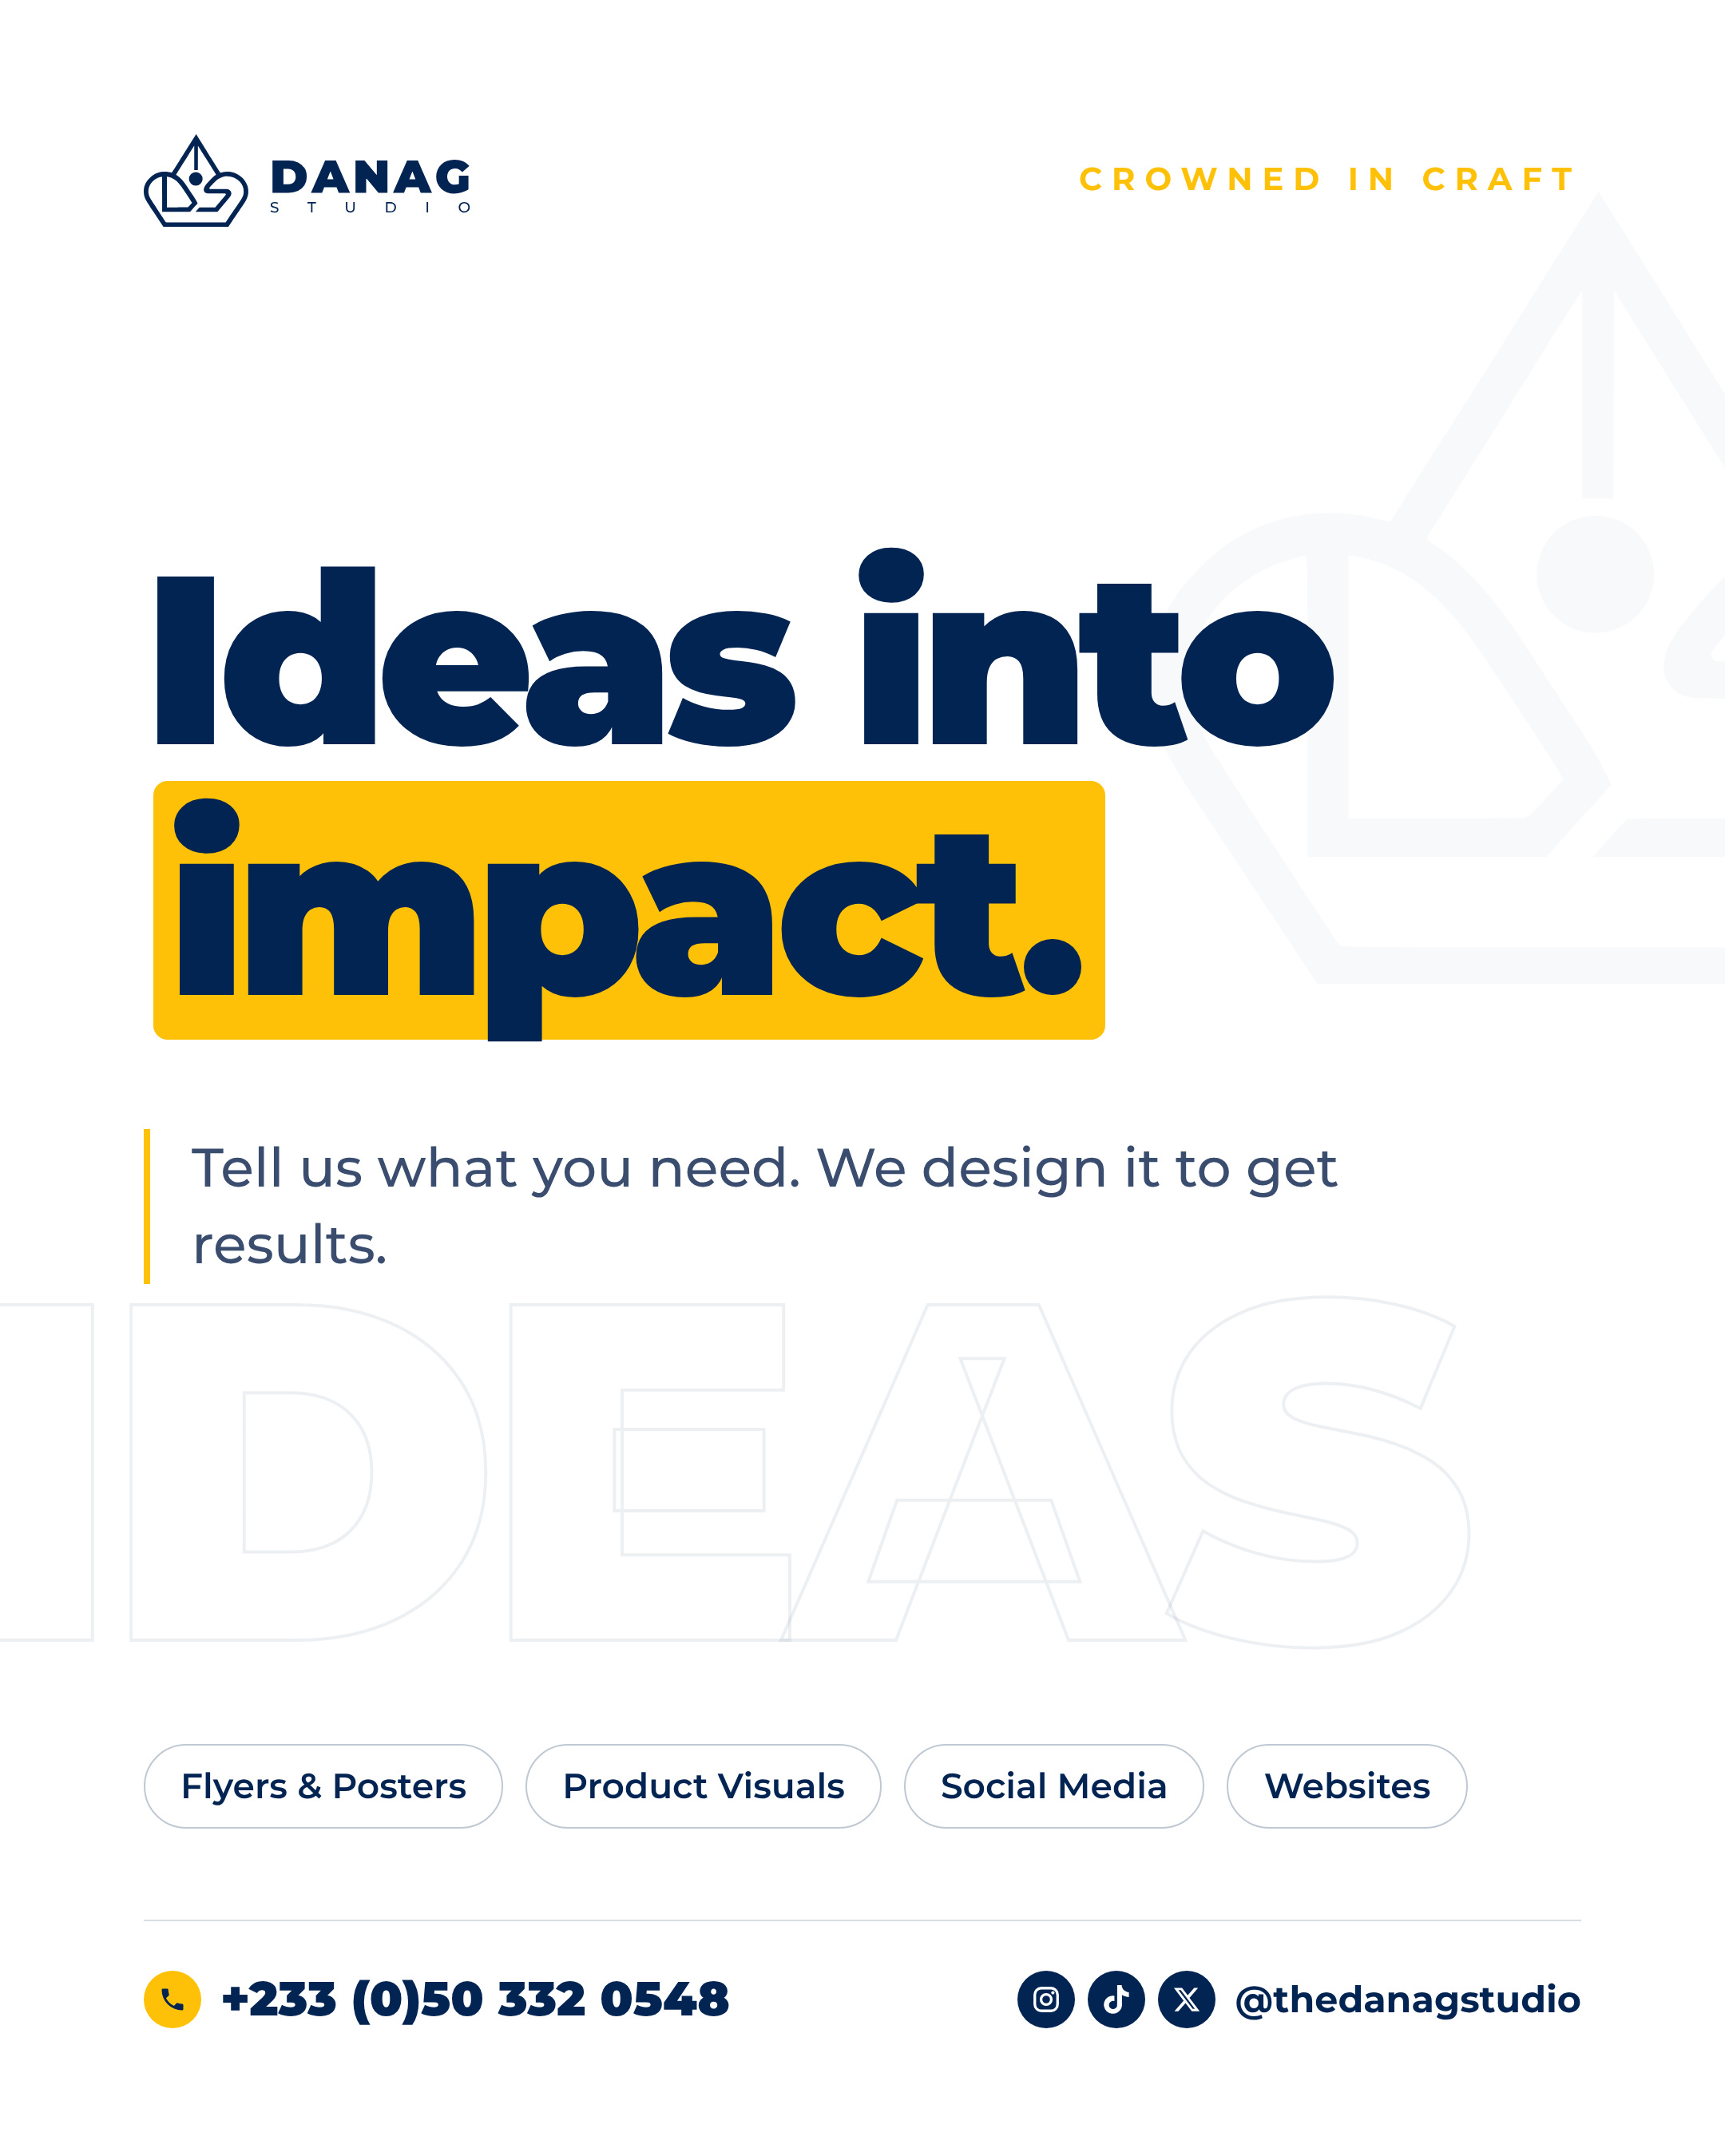 DANAG
STUDIO
CROWNED IN CRAFT
Ideas into
impact.
Tell us what you need. We design it to get
results.
IDEAS
Flyers & Posters
Product Visuals
Social Media
Websites
+233 (0)50 332 0548
@thedanagstudio